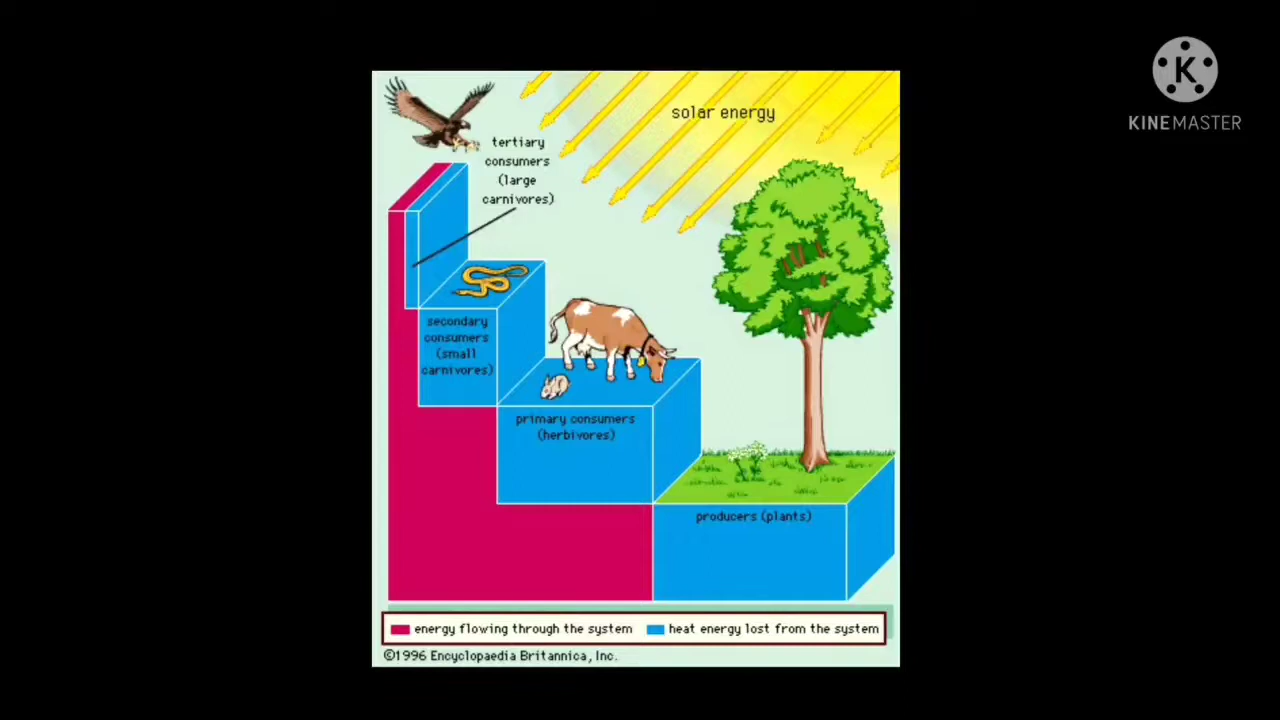 K
KINEMASTER
solar energy
tertiary
consumers
(large
carnivores)
secondary
consumers
(small
carnivores)
primary consumers
(herbivores)
producers (plants)
energy flowing through the system
heat energy lost from the system
©1996 Encyclopaedia Britannica, Inc.